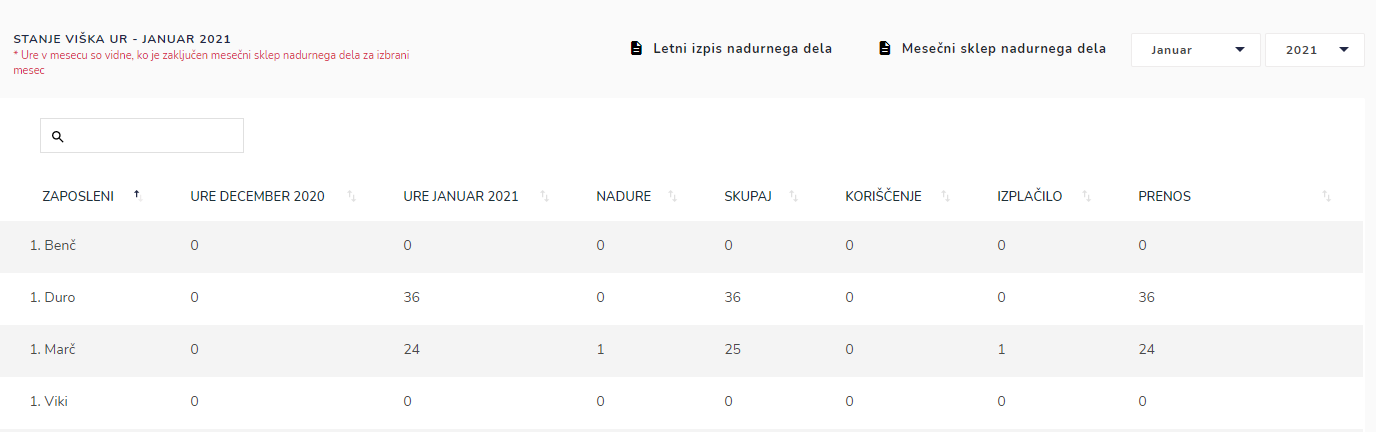 STANJE VIŠKA UR - JANUAR 2021
* Ure v mesecu so vidne, ko je zaključen mesečni sklep nadurnega dela za izbrani
mesec
Letni izpis nadurnega dela
Mesečni sklep nadurnega dela
Januar
2021
ZAPOSLENI URE DECEMBER 2020 URE JANUAR 2021 NADURE SKUPAJ KORIŠČENJE IZPLAČILO PRENOS
1. Benč 0 0 0 0 0 0 0
1. Duro 0 36 0 36 0 0 36
1. Marč 0 24 1 25 0 1 24
1. Viki 0 0 0 0 0 0 0